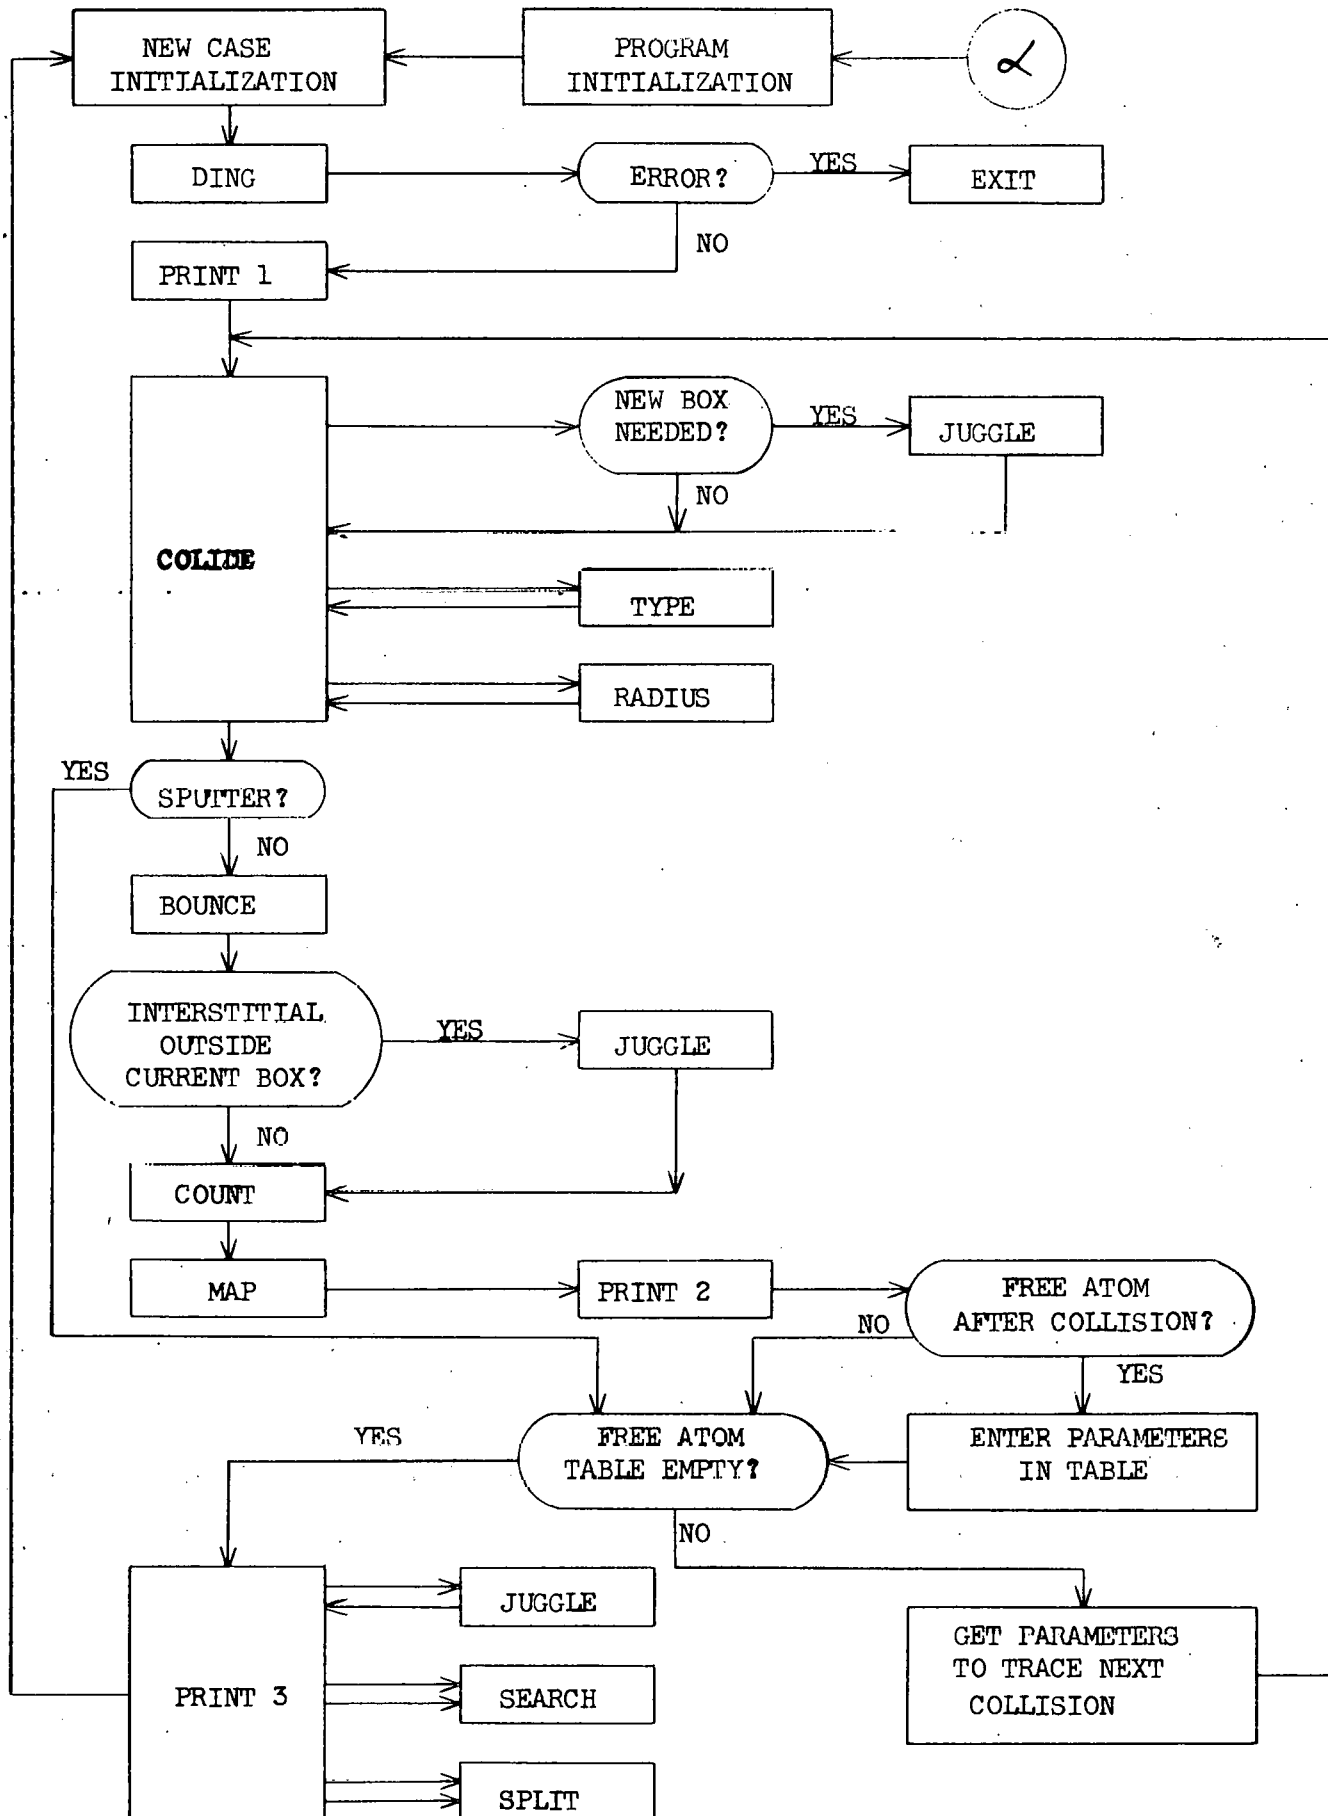 NEW CASE
INITIALIZATION
PROGRAM
INITIALIZATION
α
DING
ERROR?
YES
EXIT
NO
PRINT 1
NEW BOX
NEEDED?
YES
JUGGLE
NO
COLIDE
TYPE
RADIUS
YES
SPUTTER?
NO
BOUNCE
INTERSTITIAL
OUTSIDE
CURRENT BOX?
YES
JUGGLE
NO
COUNT
MAP
PRINT 2
FREE ATOM
AFTER COLLISION?
NO
YES
FREE ATOM
TABLE EMPTY?
YES
ENTER PARAMETERS
IN TABLE
NO
JUGGLE
GET PARAMETERS
TO TRACE NEXT
COLLISION
PRINT 3
SEARCH
SPLIT